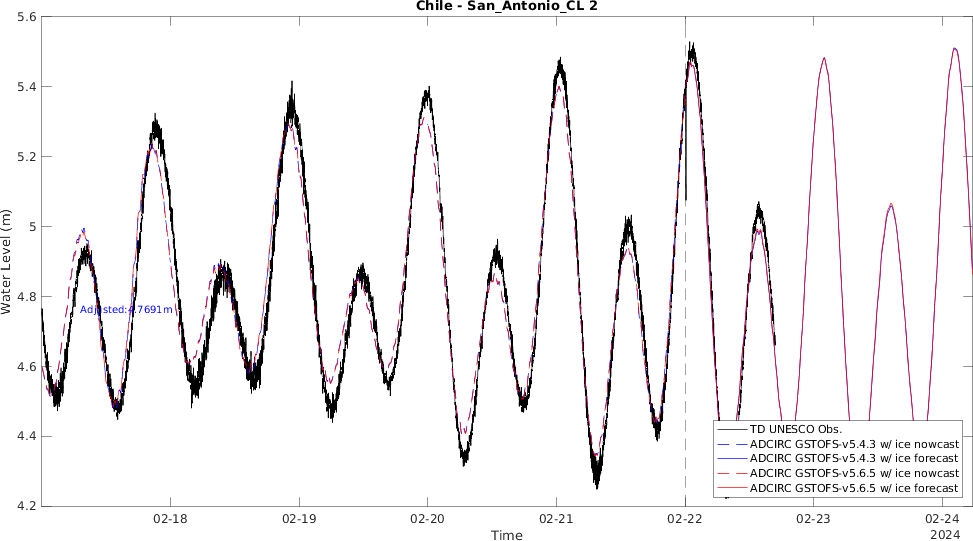 Chile - San_Antonio_CL 2
5.6
5.4
5.2
5
4.8
4.6
4.4
4.2
Water Level (m)
Adjusted:4.7691m
TD UNESCO Obs.
ADCIRC GSTOFS-v5.4.3 w/ ice nowcast
ADCIRC GSTOFS-v5.4.3 w/ ice forecast
ADCIRC GSTOFS-v5.6.5 w/ ice nowcast
ADCIRC GSTOFS-v5.6.5 w/ ice forecast
02-18
02-19
02-20
02-21
02-22
02-23
02-24
Time
2024